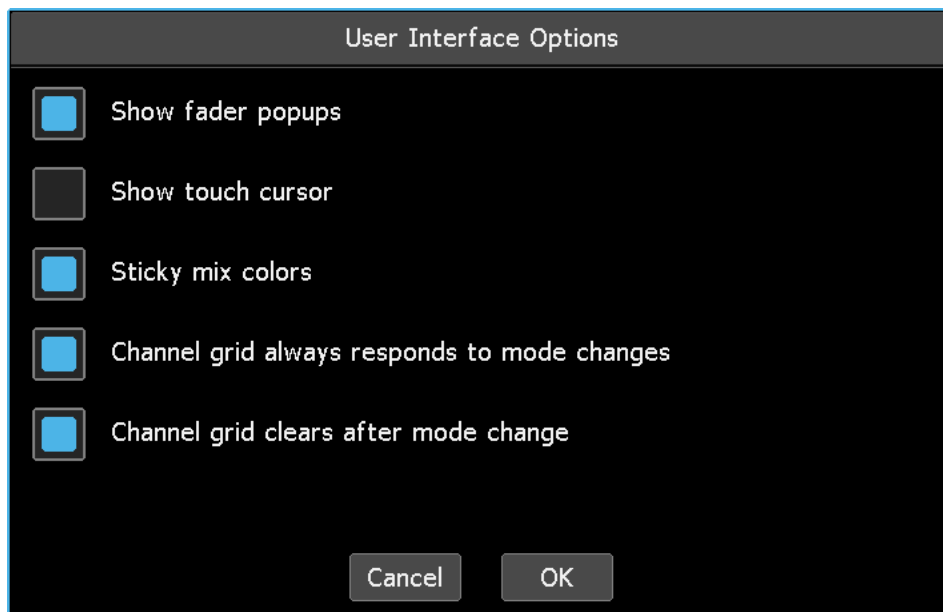 User Interface Options
Show fader popups
Show touch cursor
Sticky mix colors
Channel grid always responds to mode changes
Channel grid clears after mode change
Cancel OK